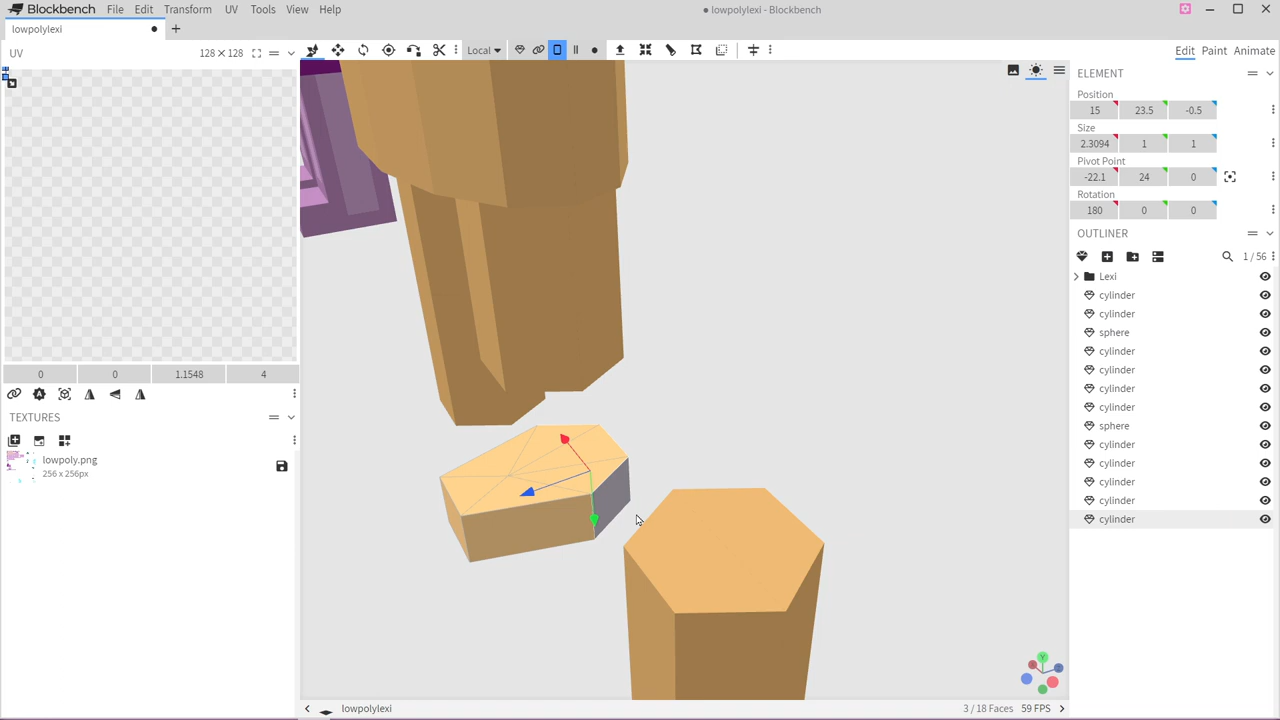 Blockbench File Edit Transform UV Tools View Help
lowpolylexi - Blockbench
lowpolylexi
UV 128 × 128
Local
Edit Paint Animate
ELEMENT
Position
15 23.5 -0.5
Size
2.3094 1 1
Pivot Point
-22.1 24 0
Rotation
180 0 0
OUTLINER
1 / 56
Lexi
cylinder
cylinder
sphere
cylinder
cylinder
cylinder
cylinder
sphere
cylinder
cylinder
cylinder
cylinder
cylinder
0 0 1.1548 4
TEXTURES
lowpoly.png
256 x 256px
Y
X
Z
lowpolylexi
3 / 18 Faces 59 FPS